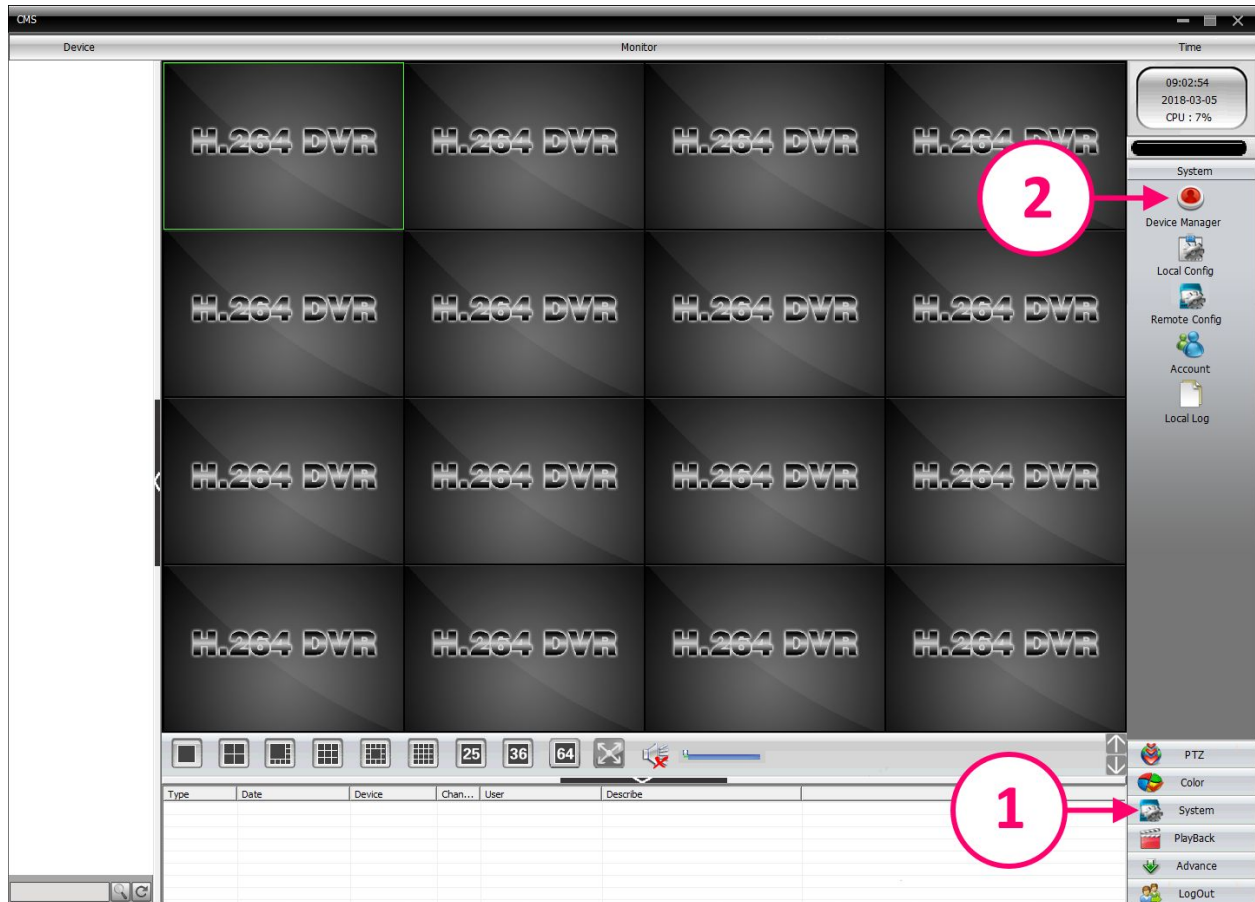 CMS
Device Monitor Time
09:02:54
2018-03-05
CPU : 7%
H.264 DVR H.264 DVR H.264 DVR H.264 DVR
System
2
Device Manager
Local Config
H.264 DVR H.264 DVR H.264 DVR H.264 DVR
Remote Config
Account
Local Log
H.264 DVR H.264 DVR H.264 DVR H.264 DVR
H.264 DVR H.264 DVR H.264 DVR H.264 DVR
25 36 64
PTZ
Color
Type Date Device Chan... User Describe
1
System
PlayBack
Advance
LogOut